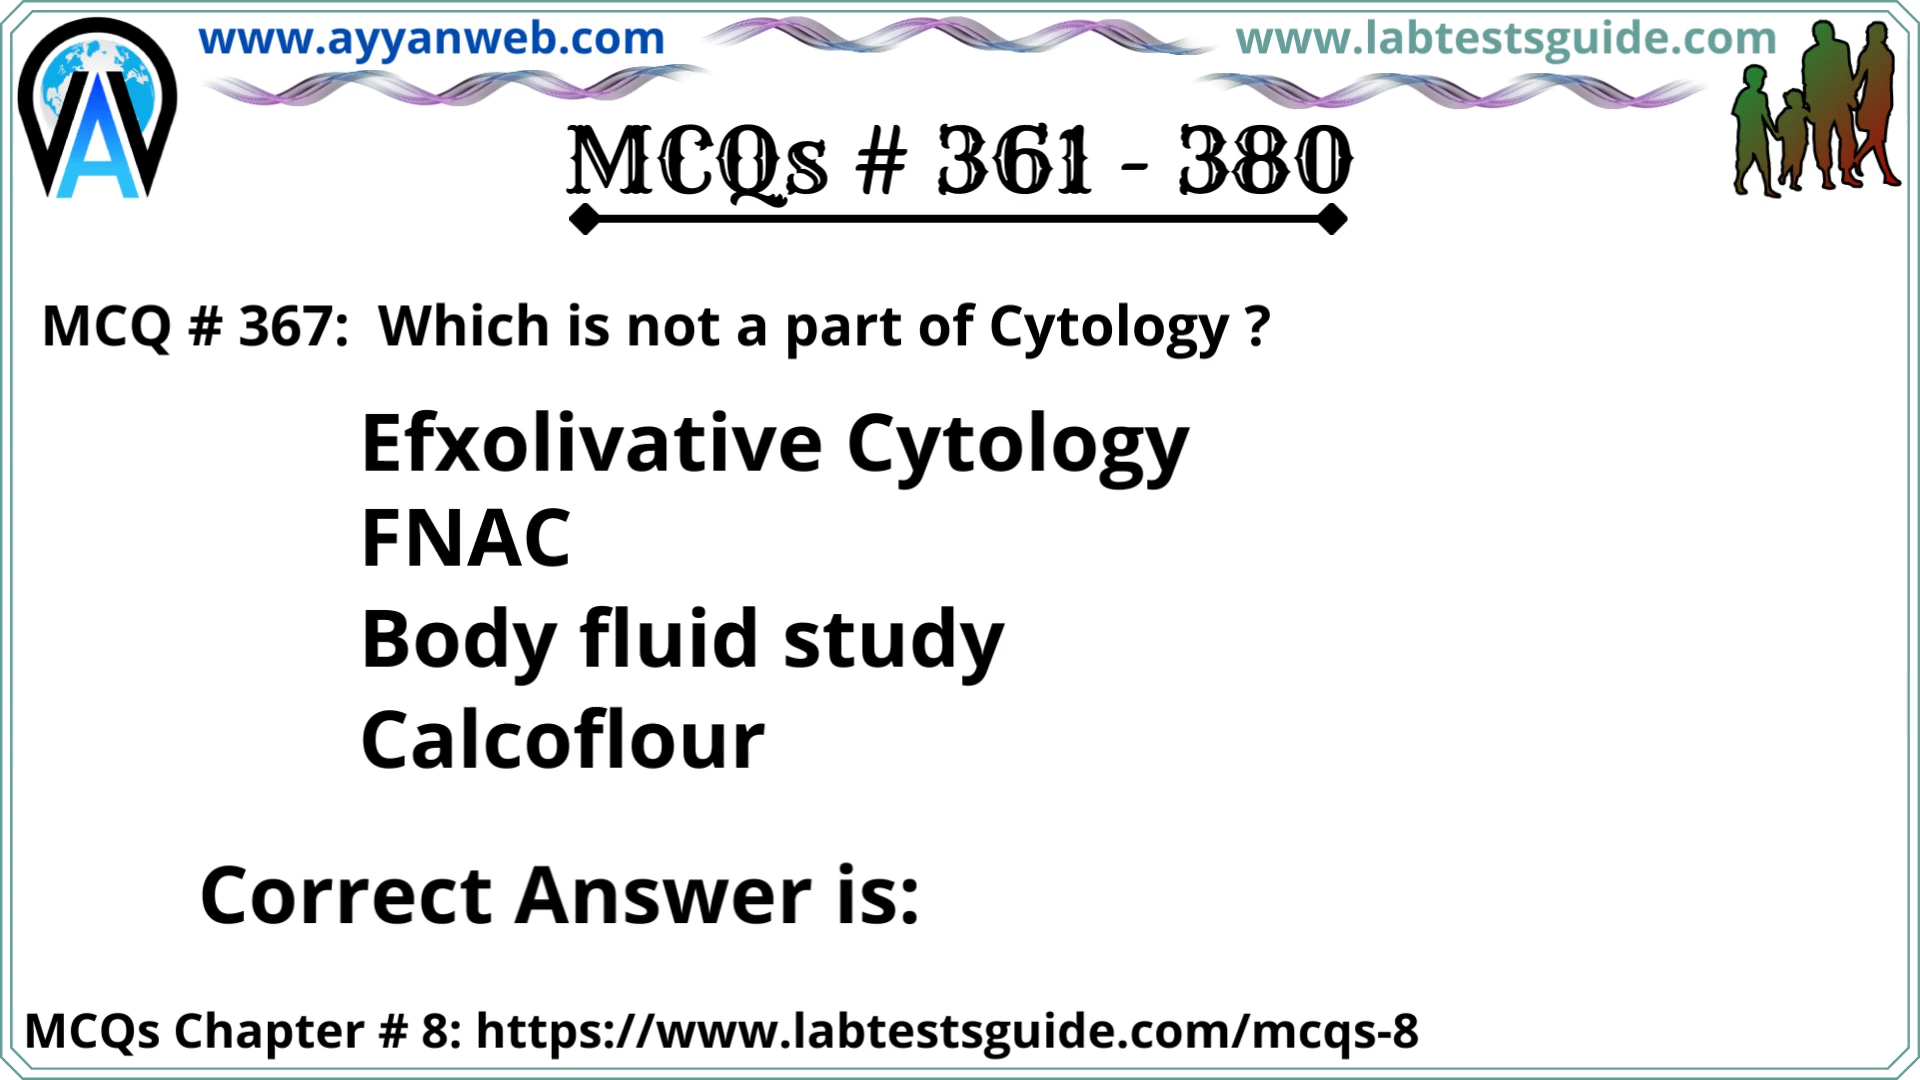 www.ayyanweb.com
www.labtestsguide.com
MCQs # 361 - 380
MCQ # 367: Which is not a part of Cytology ?
Efxolivative Cytology
FNAC
Body fluid study
Calcoflour
Correct Answer is:
MCQs Chapter # 8: https://www.labtestsguide.com/mcqs-8